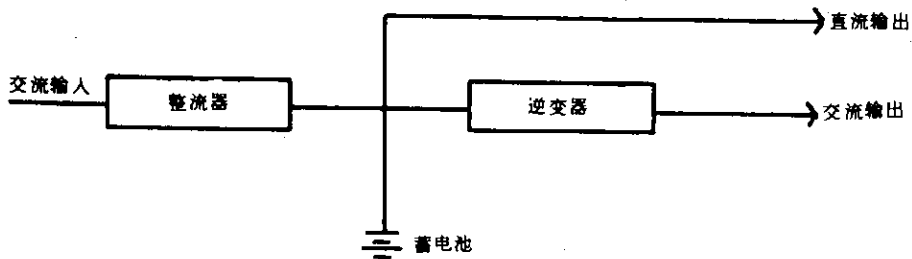 直流输出
交流输入
整流器
逆变器
交流输出
蓄电池